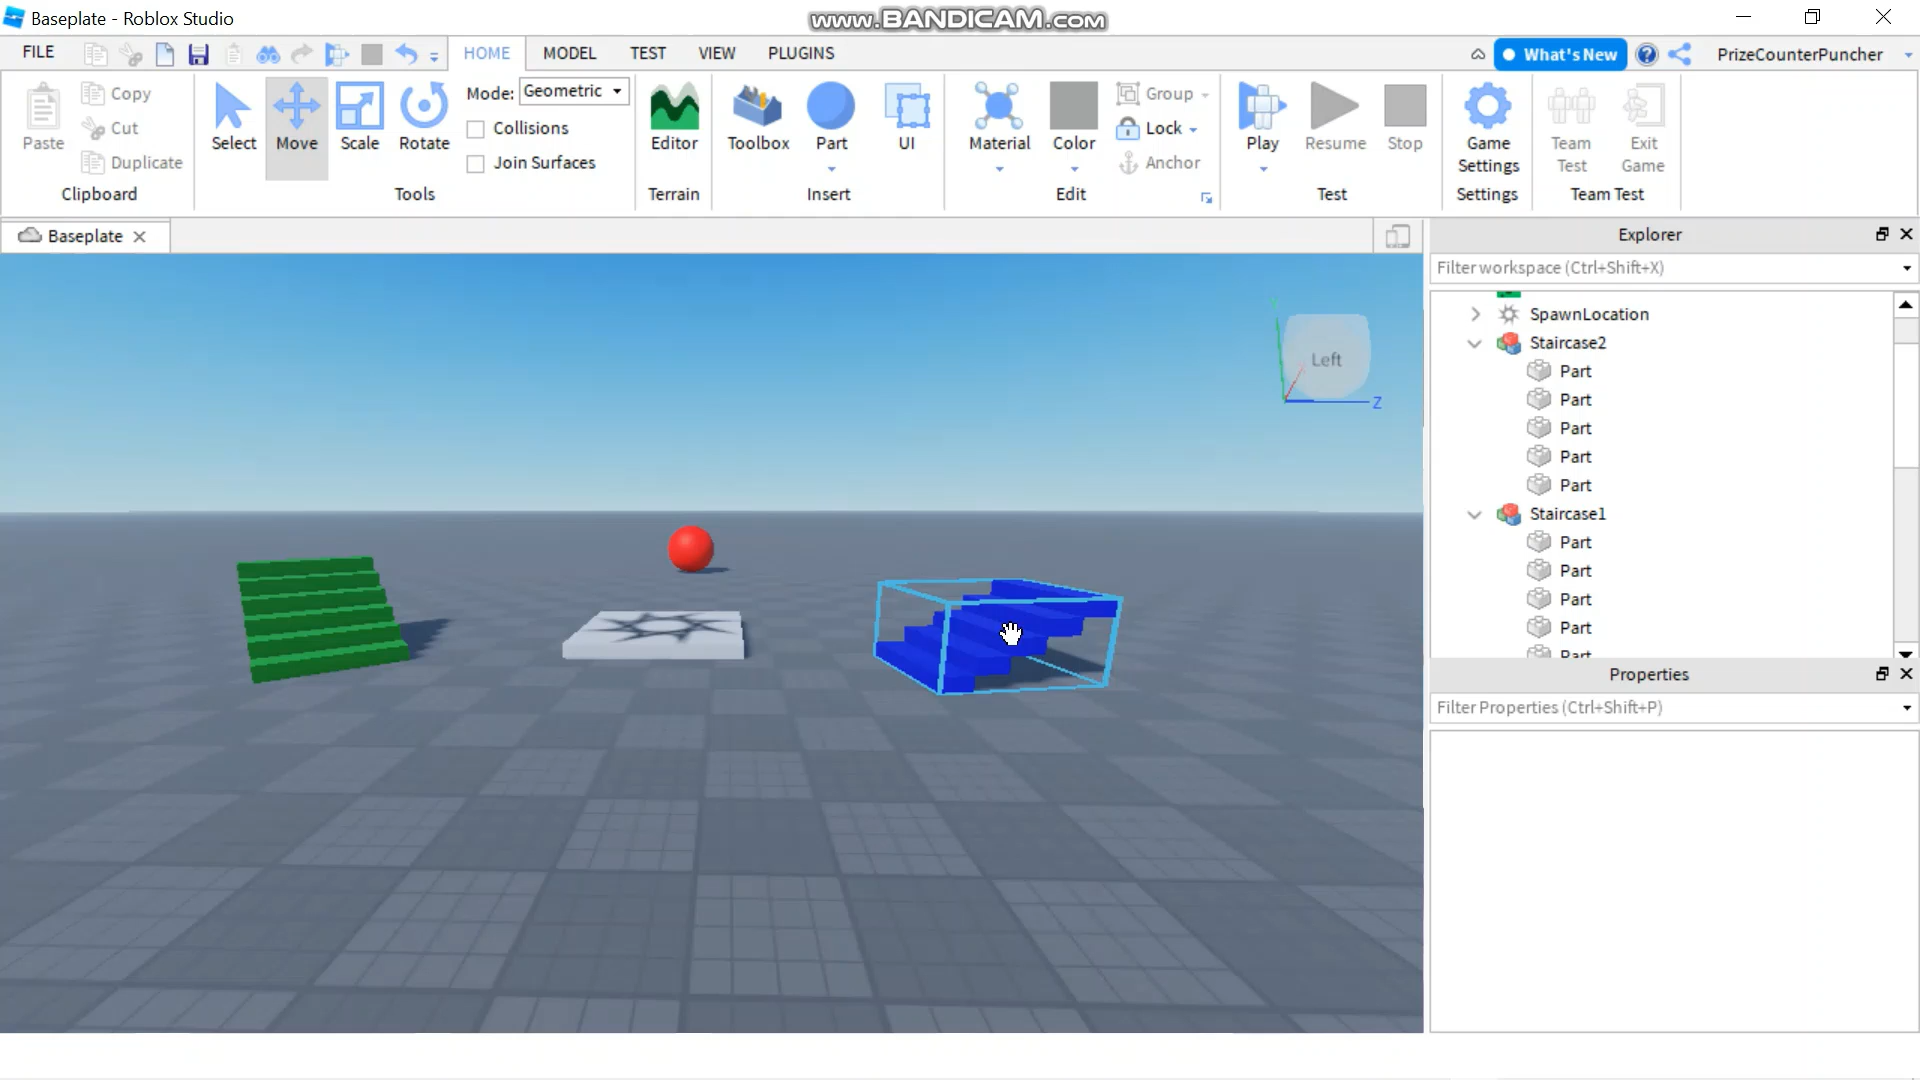 Baseplate - Roblox Studio
www.BANDICAM.com
FILE
HOME
MODEL
TEST
VIEW
PLUGINS
What's New
PrizeCounterPuncher
Paste
Copy
Cut
Duplicate
Clipboard
Select
Move
Scale
Rotate
Mode: Geometric
Collisions
Join Surfaces
Tools
Editor
Terrain
Toolbox
Part
UI
Insert
Material
Color
Group
Lock
Anchor
Edit
Play
Resume
Stop
Test
Game
Settings
Settings
Team
Test
Exit
Game
Team Test
Baseplate
Left
Z
Explorer
Filter workspace (Ctrl+Shift+X)
SpawnLocation
Staircase2
Part
Part
Part
Part
Part
Staircase1
Part
Part
Part
Part
Part
Properties
Filter Properties (Ctrl+Shift+P)